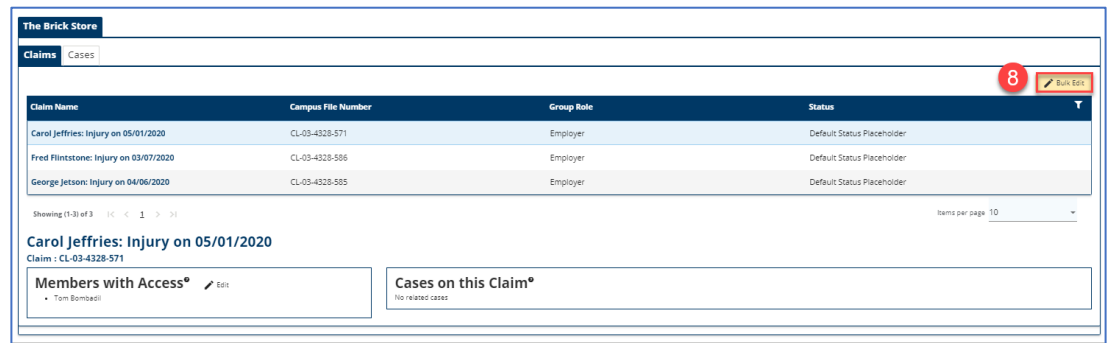 The Brick Store
Claims Cases
8 Bulk Edit
Claim Name Campus File Number Group Role Status
Carol Jeffries: Injury on 05/01/2020 CL-03-4328-571 Employer Default Status Placeholder
Fred Flintstone: Injury on 03/07/2020 CL-03-4328-586 Employer Default Status Placeholder
George Jetson: Injury on 04/06/2020 CL-03-4328-585 Employer Default Status Placeholder
Showing (1-3) of 3 |< < 1 > >| Items per page 10
Carol Jeffries: Injury on 05/01/2020
Claim : CL-03-4328-571
Members with Access Edit Cases on this Claim
• Tom Bombadil No related cases